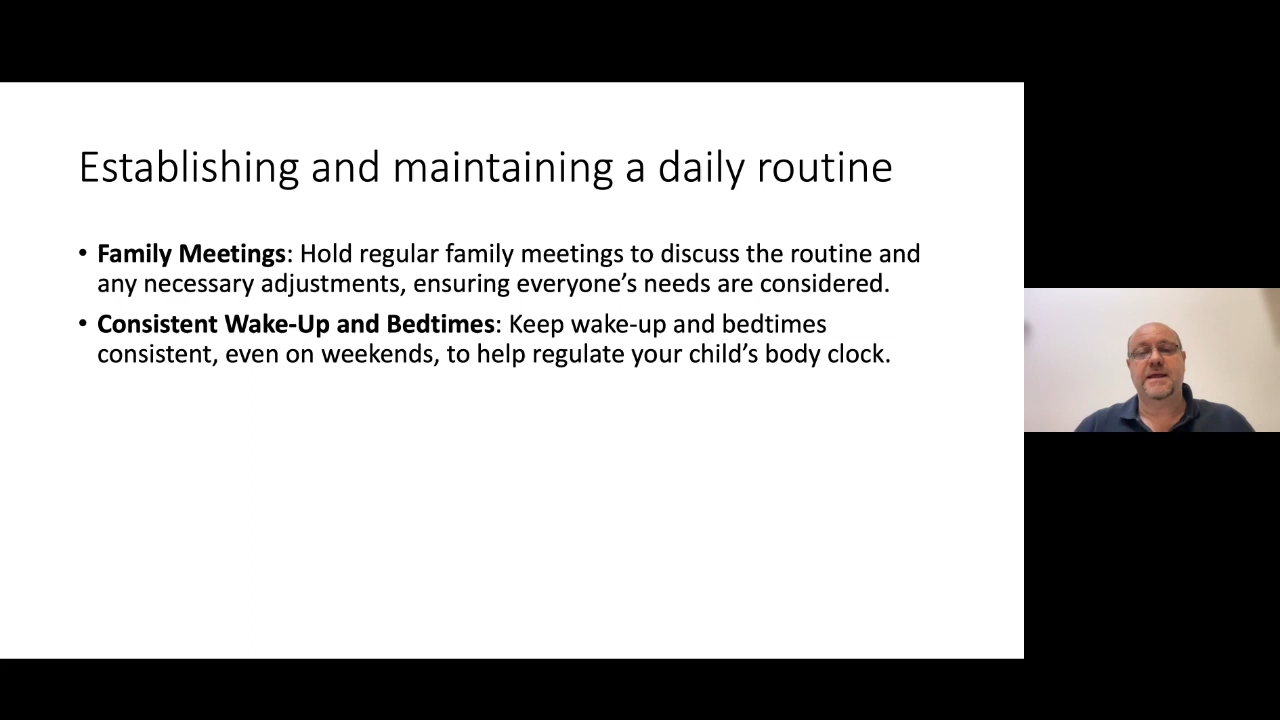 Establishing and maintaining a daily routine
• Family Meetings: Hold regular family meetings to discuss the routine and
any necessary adjustments, ensuring everyone’s needs are considered.
• Consistent Wake-Up and Bedtimes: Keep wake-up and bedtimes
consistent, even on weekends, to help regulate your child’s body clock.